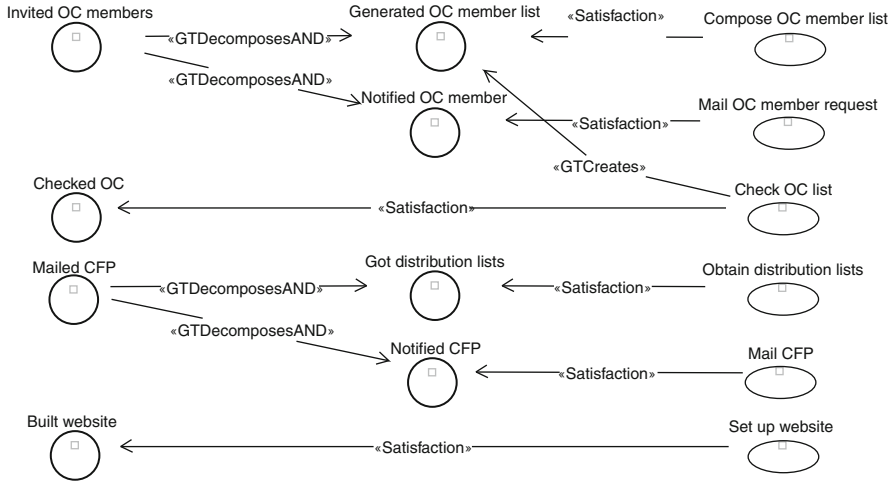 Invited OC members
Generated OC member list
«Satisfaction»
Compose OC member list
«GTDecomposesAND»
«GTDecomposesAND»
Notified OC member
Mail OC member request
«Satisfaction»
«GTCreates»
Checked OC
Check OC list
«Satisfaction»
Mailed CFP
Got distribution lists
Obtain distribution lists
«GTDecomposesAND»
«Satisfaction»
«GTDecomposesAND»
Notified CFP
Mail CFP
«Satisfaction»
Built website
Set up website
«Satisfaction»